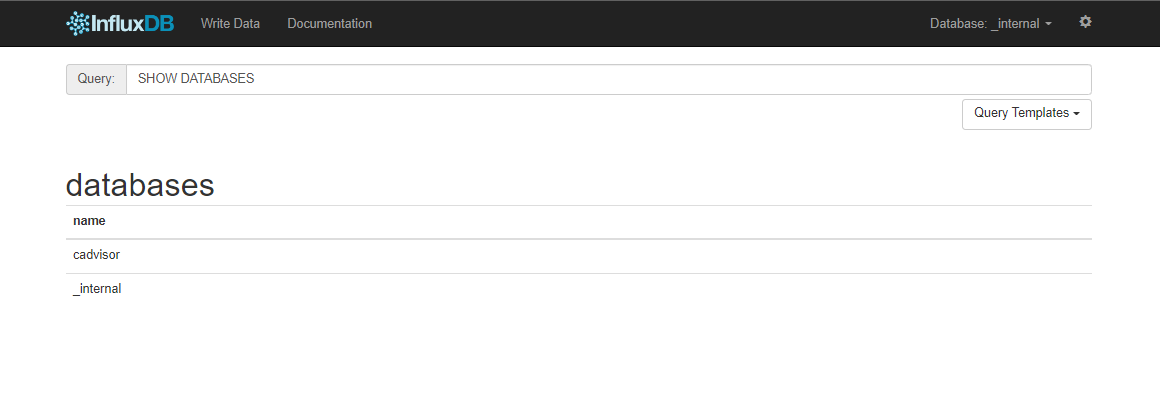 InfluxDB Write Data Documentation Database: _internal
Query: SHOW DATABASES
Query Templates
databases
name
cadvisor
_internal